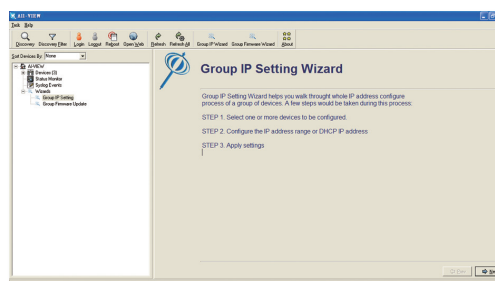 AII-VIEW
Task Help
Discovery Discovery Filter Login Logout Reboot Open Web Refresh Refresh All Group IP Wizard Group Firmware Wizard About
Sort Devices By: None
AII-VIEW
Devices (2)
Status Monitor
Syslog Events
Wizards
Group IP Setting
Group Firmware Update
Group IP Setting Wizard
Group IP Setting Wizard helps you walk throught whole IP address configure
process of a group of devices. A few steps would be taken during this process.
STEP 1. Select one or more devices to be configured.
STEP 2. Configure the IP address range or DHCP IP address
STEP 3. Apply settings